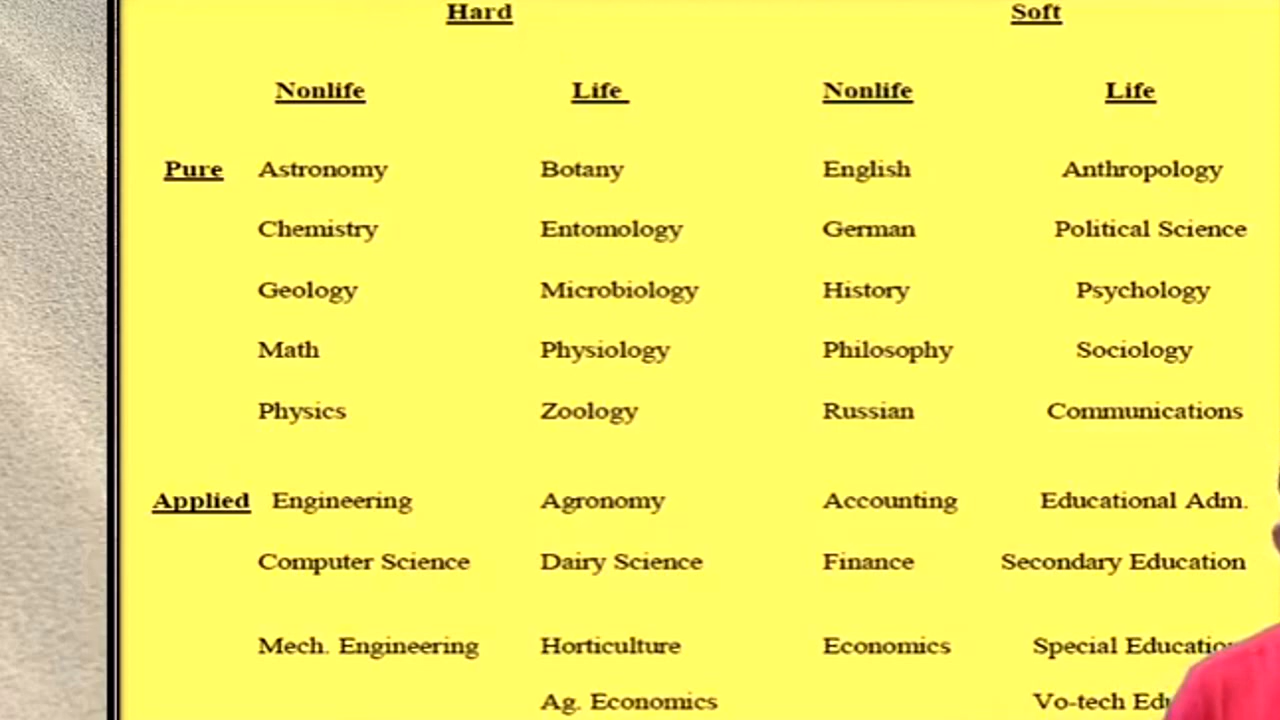 Hard Soft
Nonlife Life Nonlife Life
Pure Astronomy Botany English Anthropology
Chemistry Entomology German Political Science
Geology Microbiology History Psychology
Math Physiology Philosophy Sociology
Physics Zoology Russian Communications
Applied Engineering Agronomy Accounting Educational Adm.
Computer Science Dairy Science Finance Secondary Education
Mech. Engineering Horticulture Economics Special
Ag. Economics Vo-tech